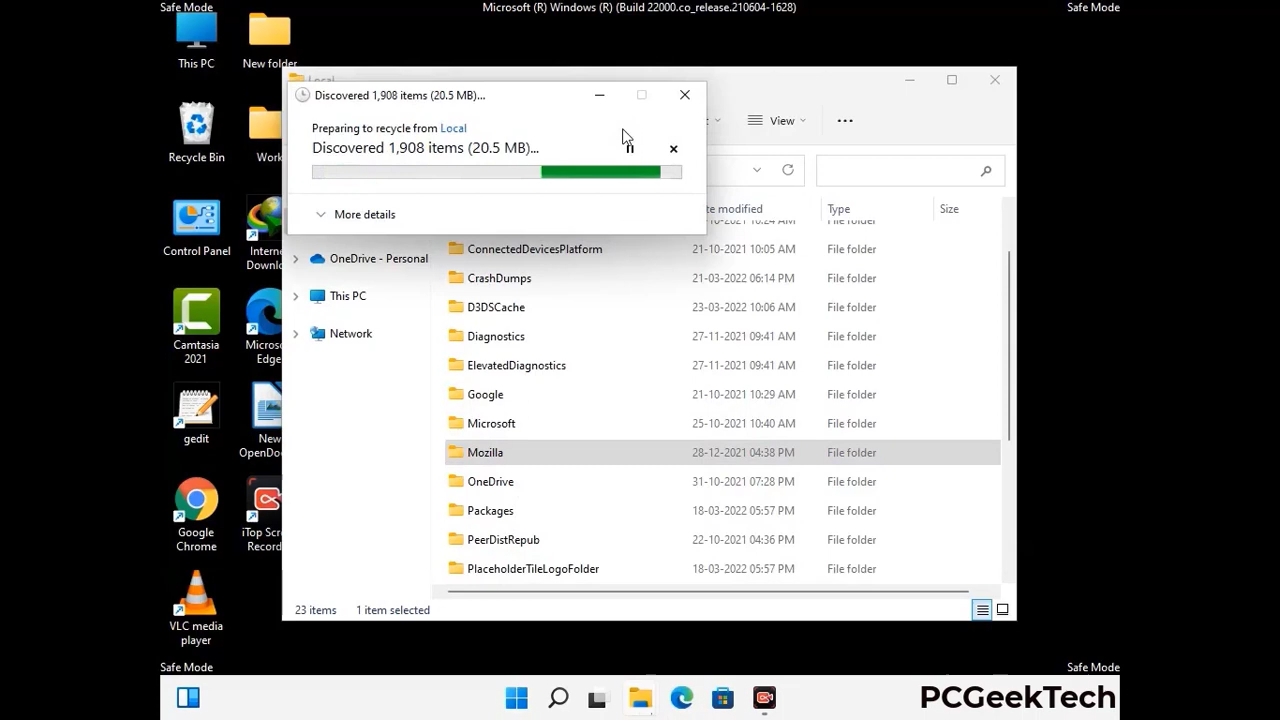 Safe Mode
Microsoft (R) Windows (R) (Build 22000.co_release.210604-1628)
Safe Mode
This PC
New folder
Recycle Bin
Work
Control Panel
Camtasia
2021
gedit
New
Google
Chrome
VLC media
player
Local
Discovered 1,908 items (20.5 MB)...
Preparing to recycle from Local
Discovered 1,908 items (20.5 MB)...
More details
View
modified
Type
Size
File folder
OneDrive - Personal
This PC
Network
ConnectedDevicesPlatform 21-10-2021 10:05 AM File folder
CrashDumps 21-03-2022 06:14 PM File folder
D3DSCache 23-03-2022 10:06 AM File folder
Diagnostics 27-11-2021 09:41 AM File folder
ElevatedDiagnostics 27-11-2021 09:41 AM File folder
Google 21-10-2021 10:29 AM File folder
Microsoft 25-10-2021 10:40 AM File folder
Mozilla 28-12-2021 04:38 PM File folder
OneDrive 31-10-2021 07:28 PM File folder
Packages 18-03-2022 05:57 PM File folder
PeerDistRepub 22-10-2021 04:36 PM File folder
PlaceholderTileLogoFolder 18-03-2022 05:57 PM File folder
23 items 1 item selected
Safe Mode
Safe Mode
PCGeekTech